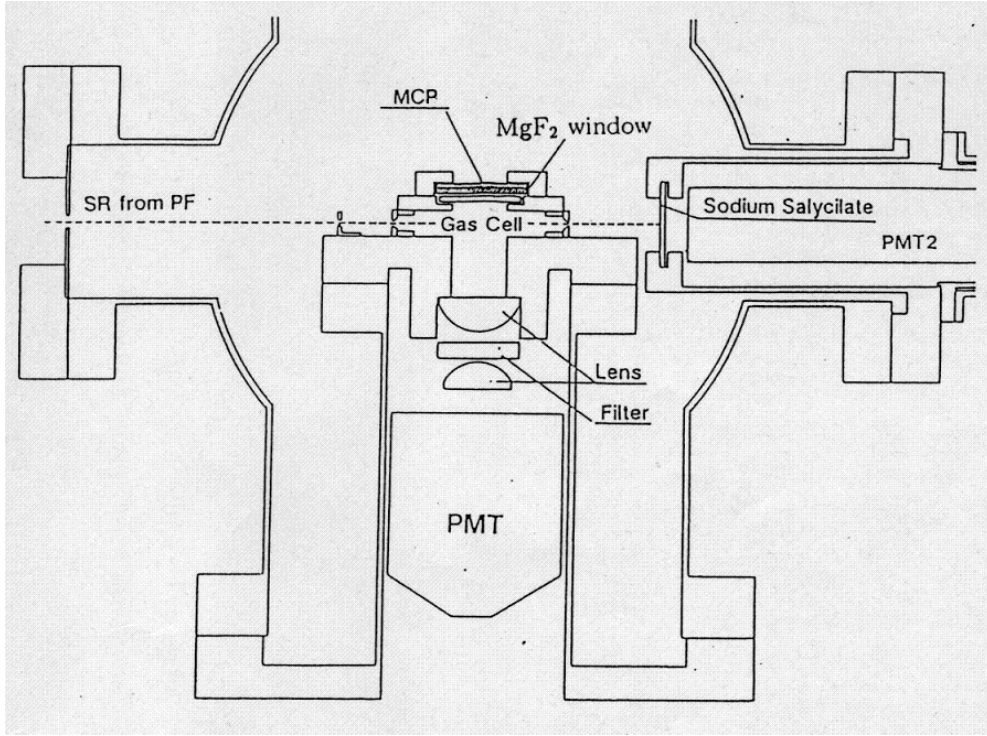 MCP
MgF₂ window
SR from PF
Gas Cell
Sodium Salycilate
PMT2
Lens
Filter
PMT